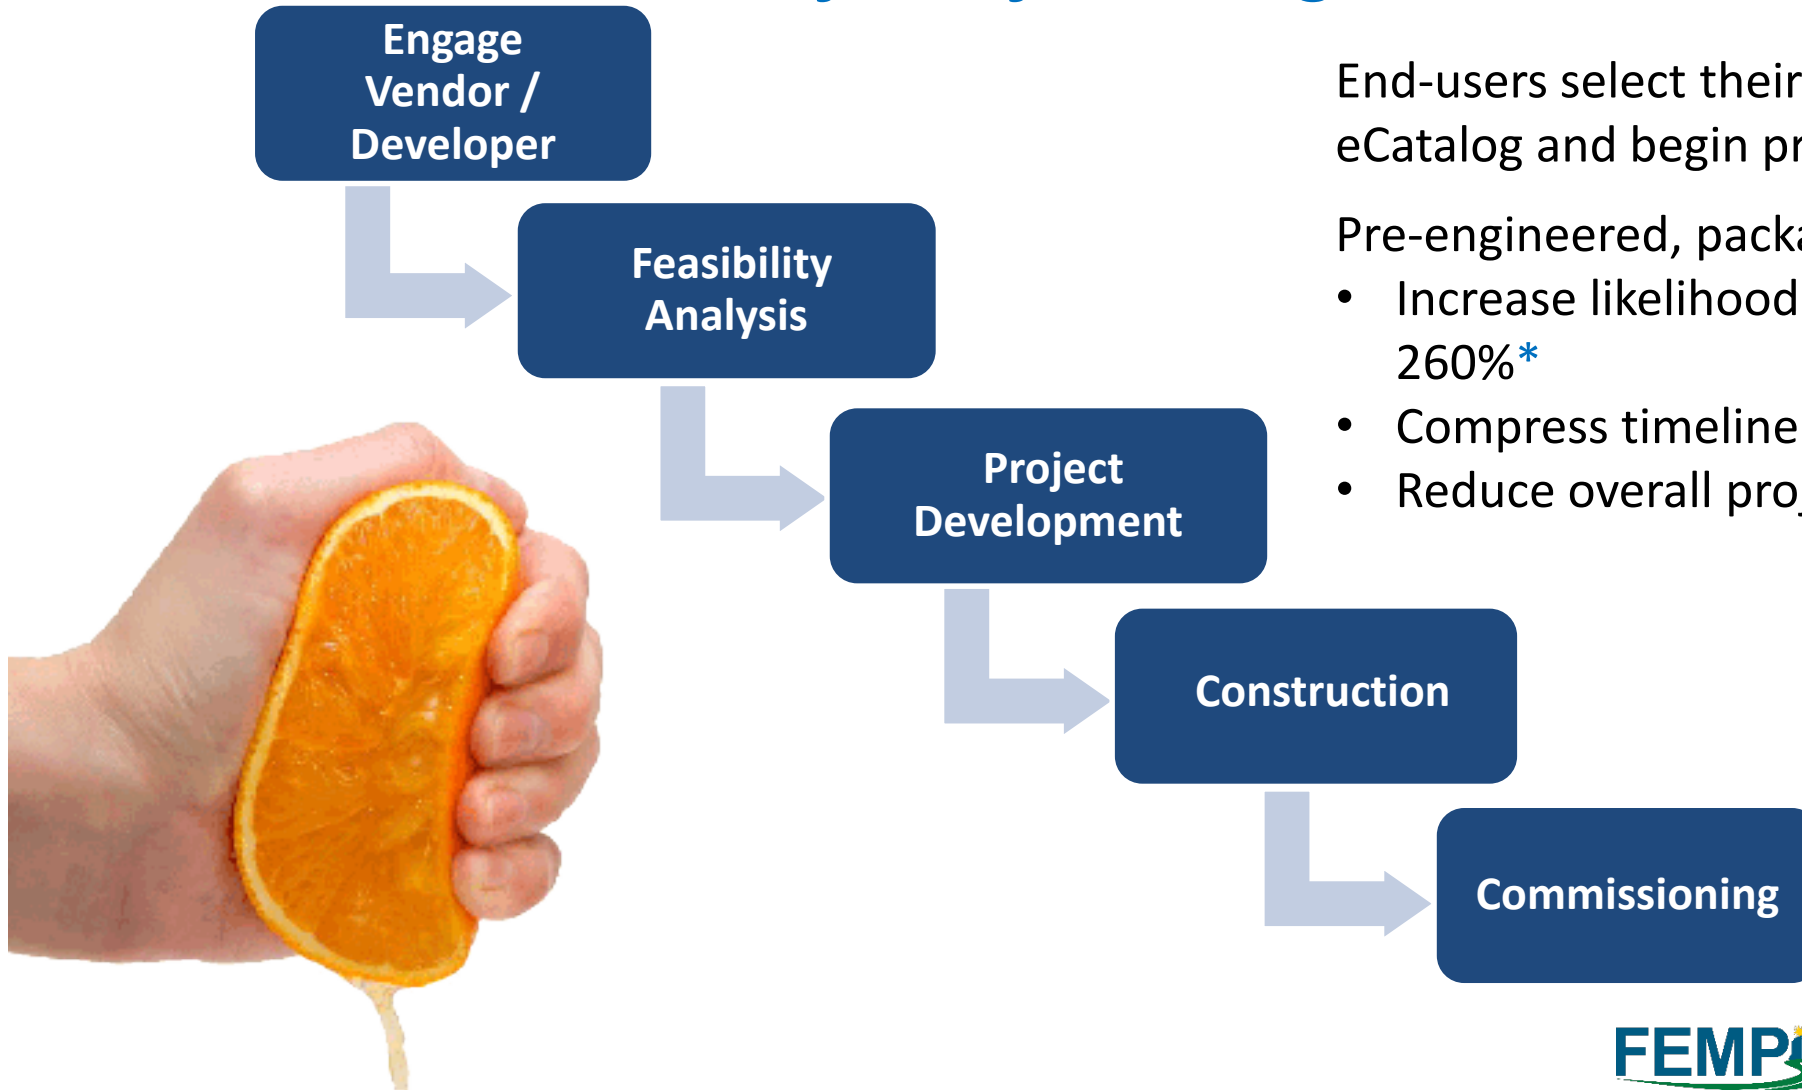 Engage
Vendor /
Developer
Feasibility
Analysis
Project
Development
Construction
Commissioning
End-users select their
eCatalog and begin
Pre-engineered,
• Increase likelihood
260%*
• Compress timeline
• Reduce overall
FEMP